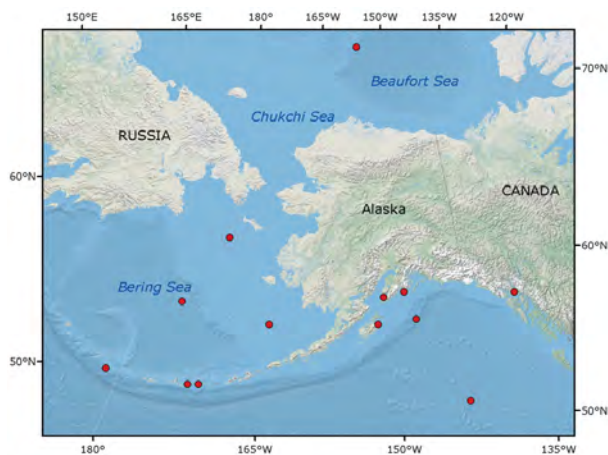 150°E 165°E 180° 165°W 150°W 135°W 120°W
70°N
Beaufort Sea
Chukchi Sea
RUSSIA
60°N
CANADA
Alaska
60°N
Bering Sea
50°N
50°N
180° 165°W 150°W 135°W